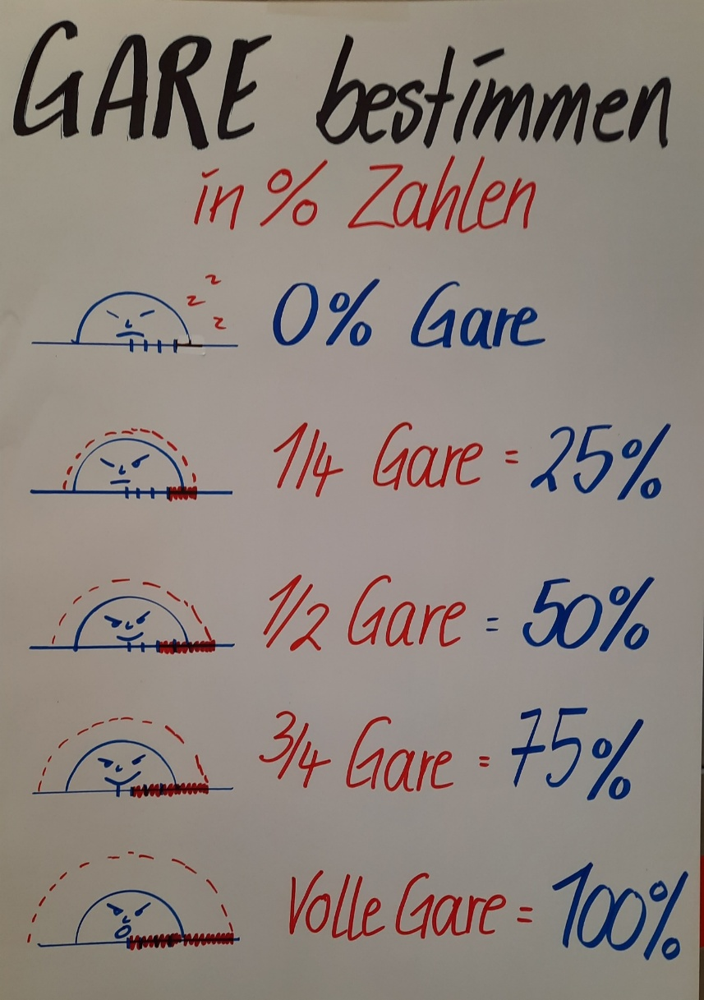 GARE bestimmen
in % Zahlen
z
z
z
0% Gare
1/4 Gare = 25%
1/2 Gare = 50%
3/4 Gare = 75%
Volle Gare = 100%